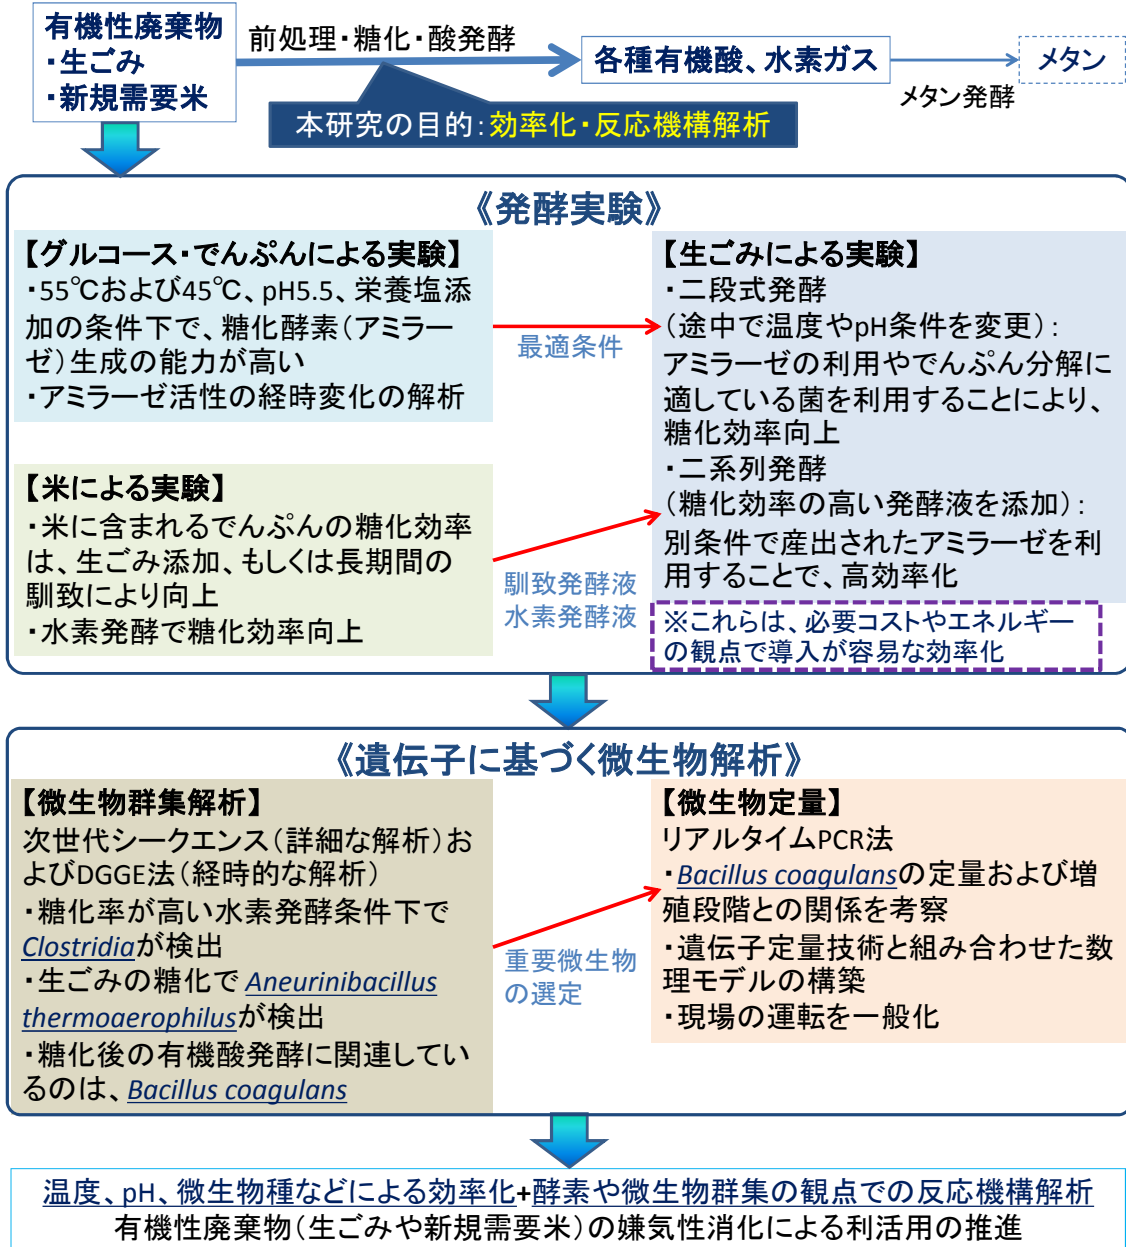 有機性廃棄物
・生ごみ
・新規需要米
前処理・糖化・酸発酵
各種有機酸、水素ガス
メタン発酵
メタン
本研究の目的:効率化・反応機構解析
《発酵実験》
【グルコース・でんぷんによる実験】
・55℃および45℃、pH5.5、栄養塩添
加の条件下で、糖化酵素(アミラー
ゼ)生成の能力が高い
・アミラーゼ活性の経時変化の解析
最適条件
【米による実験】
・米に含まれるでんぷんの糖化効率
は、生ごみ添加、もしくは長期間の
馴致により向上
・水素発酵で糖化効率向上
馴致発酵液
水素発酵液
【生ごみによる実験】
・二段式発酵
(途中で温度やpH条件を変更):
アミラーゼの利用やでんぷん分解に
適している菌を利用することにより、
糖化効率向上
・二系列発酵
(糖化効率の高い発酵液を添加):
別条件で産出されたアミラーゼを利
用することで、高効率化
※これらは、必要コストやエネルギー
の観点で導入が容易な効率化
《遺伝子に基づく微生物解析》
【微生物群集解析】
次世代シークエンス(詳細な解析)お
よびDGGE法(経時的な解析)
・糖化率が高い水素発酵条件下で
Clostridiaが検出
・生ごみの糖化で Aneurinibacillus
thermoaerophilusが検出
・糖化後の有機酸発酵に関連してい
るのは、Bacillus coagulans
重要微生物
の選定
【微生物定量】
リアルタイムPCR法
・Bacillus coagulansの定量および増
殖段階との関係を考察
・遺伝子定量技術と組み合わせた数
理モデルの構築
・現場の運転を一般化
温度、pH、微生物種などによる効率化+酵素や微生物群集の観点での反応機構解析
有機性廃棄物(生ごみや新規需要米)の嫌気性消化による利活用の推進